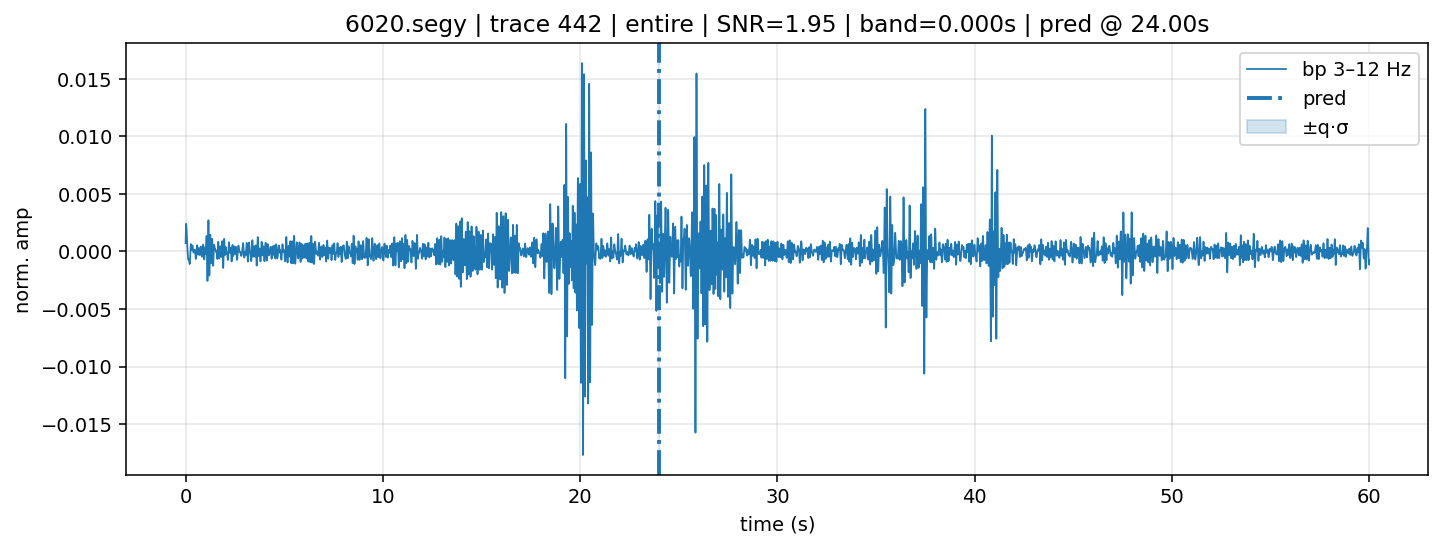 6020.segy | trace 442 | entire | SNR=1.95 | band=0.000s | pred @ 24.00s
bp 3–12 Hz
pred
±q·σ
norm. amp
0.015
0.010
0.005
0.000
−0.005
−0.010
−0.015
0 10 20 30 40 50 60
time (s)